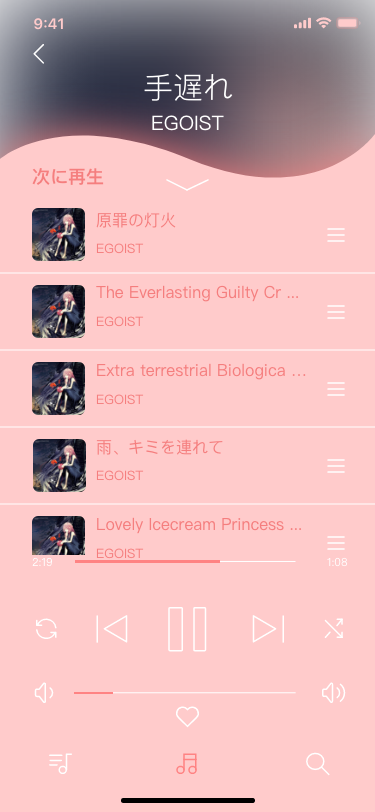 9:41
手遅れ
EGOIST
次に再生
原罪の灯火
EGOIST
The Everlasting Guilty Cr ...
EGOIST
Extra terrestrial Biologica ...
EGOIST
雨、キミを連れて
EGOIST
Lovely Icecream Princess ...
EGOIST
2:19
1:08